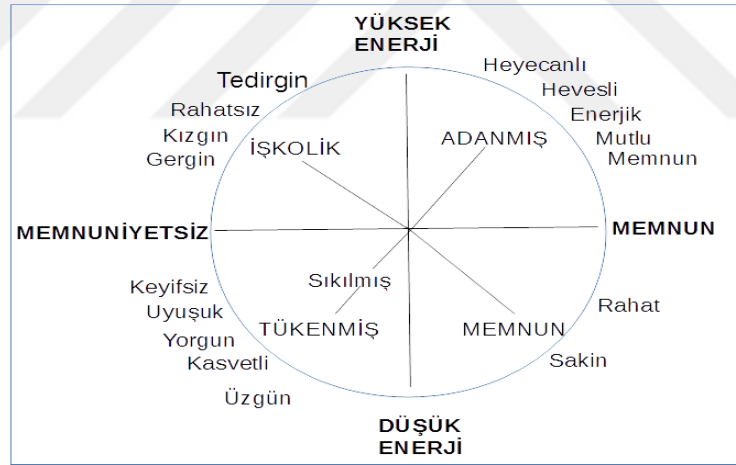 YÜKSEK
ENERJİ
Tedirgin
Heyecanlı
Rahatsız
Hevesli
Kızgın
Enerjik
Gergin
İŞKOLİK
ADANMIŞ
Mutlu
Memnun
MEMNUNİYETSİZ
MEMNUN
Keyifsiz
Sıkılmış
Uyuşuk
Rahat
Yorgun
TÜKENMİŞ
MEMNUN
Kasvetli
Sakin
Üzgün
DÜŞÜK
ENERJİ